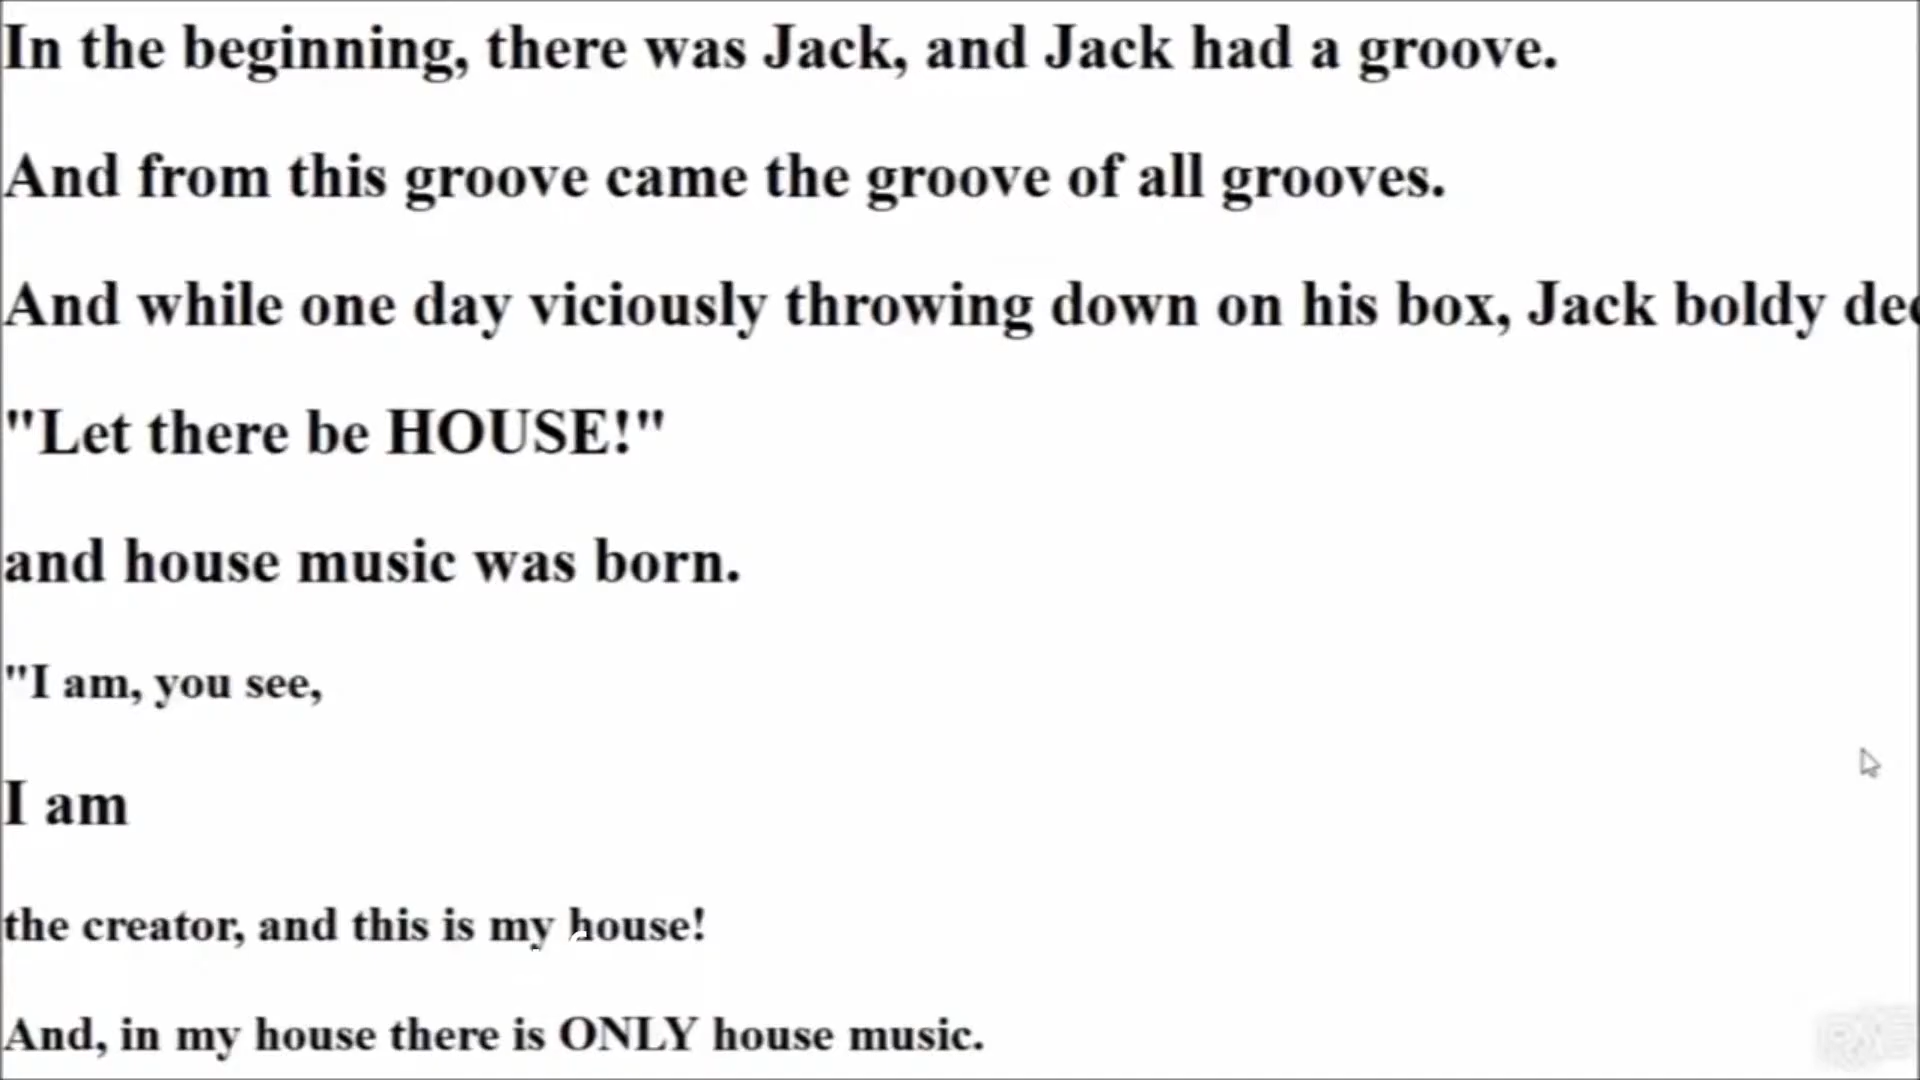 In the beginning, there was Jack, and Jack had a groove.
And from this groove came the groove of all grooves.
And while one day viciously throwing down on his box, Jack boldy dec
"Let there be HOUSE!"
and house music was born.
"I am, you see,
I am
the creator, and this is my house!
And, in my house there is ONLY house music.